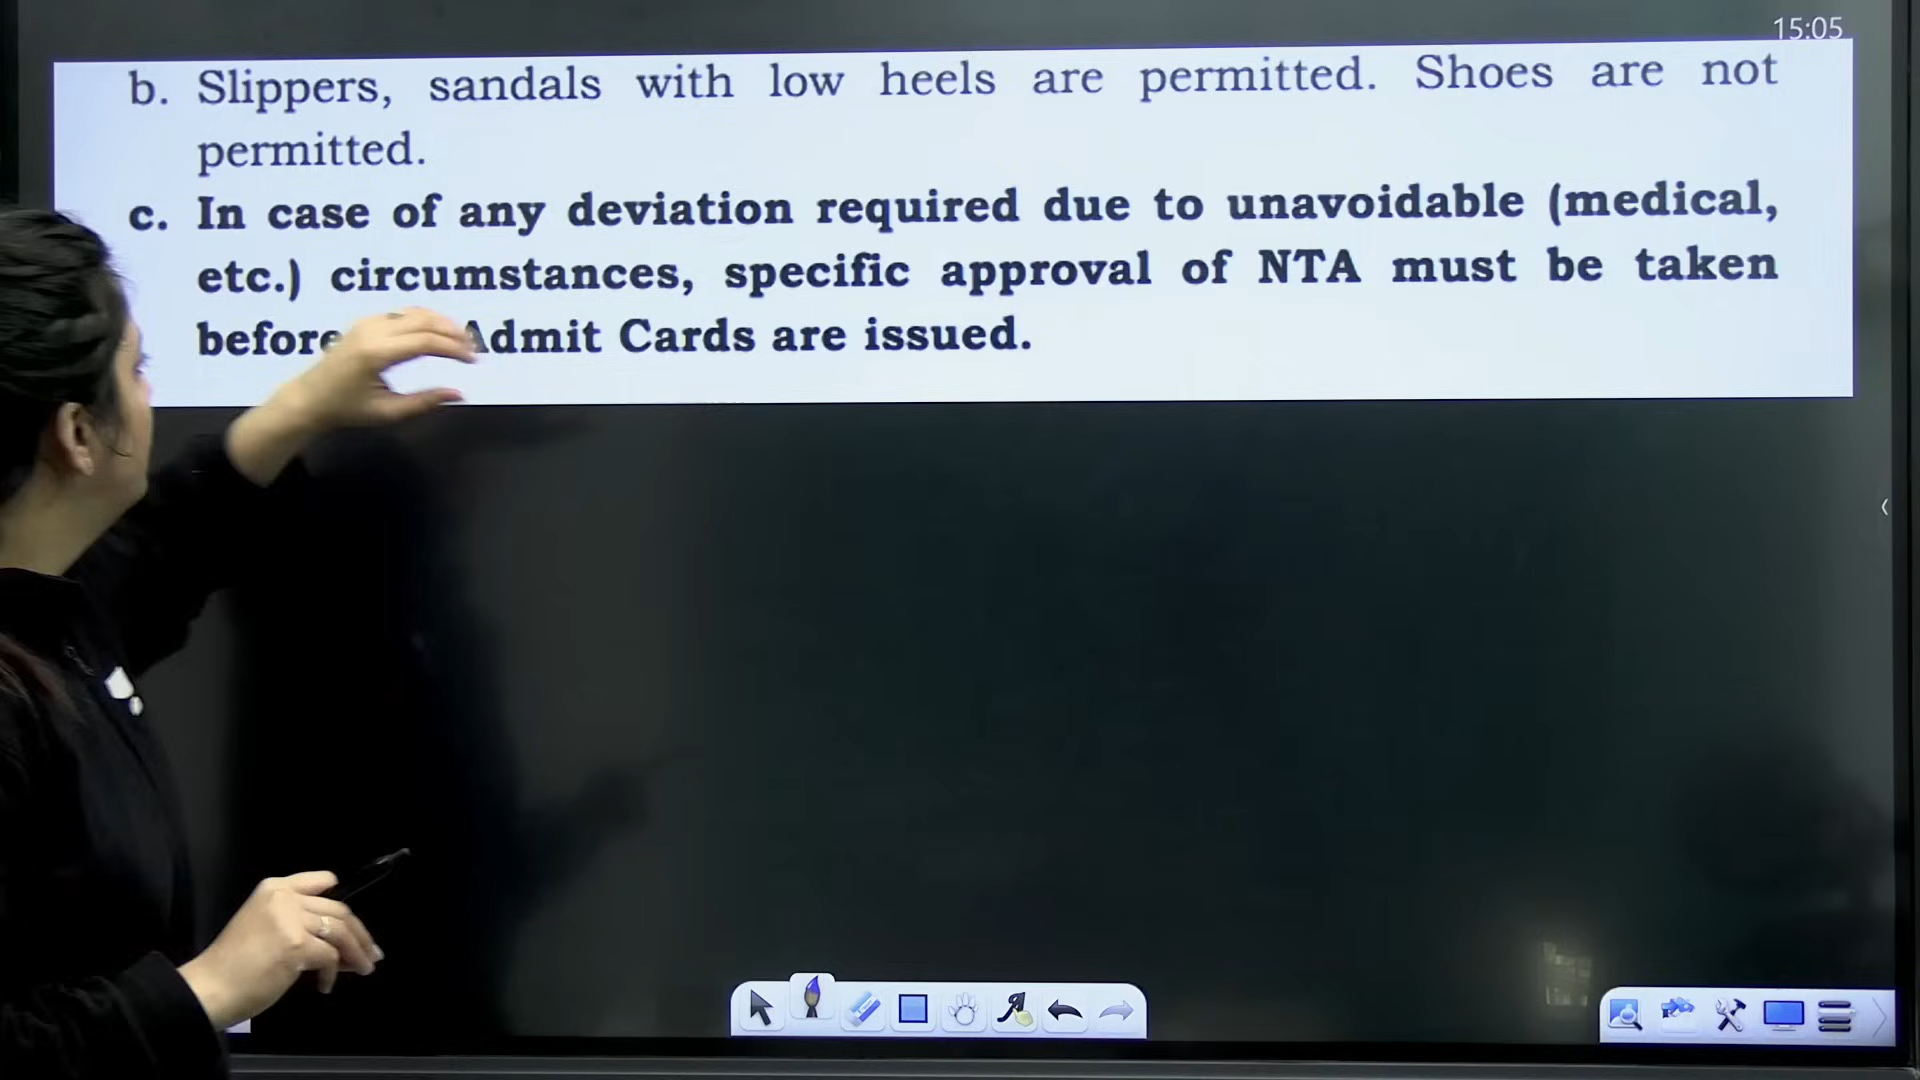 15:05
b. Slippers, sandals with low heels are permitted. Shoes are not
permitted.
c. In case of any deviation required due to unavoidable (medical,
etc.) circumstances, specific approval of NTA must be taken
before Admit Cards are issued.